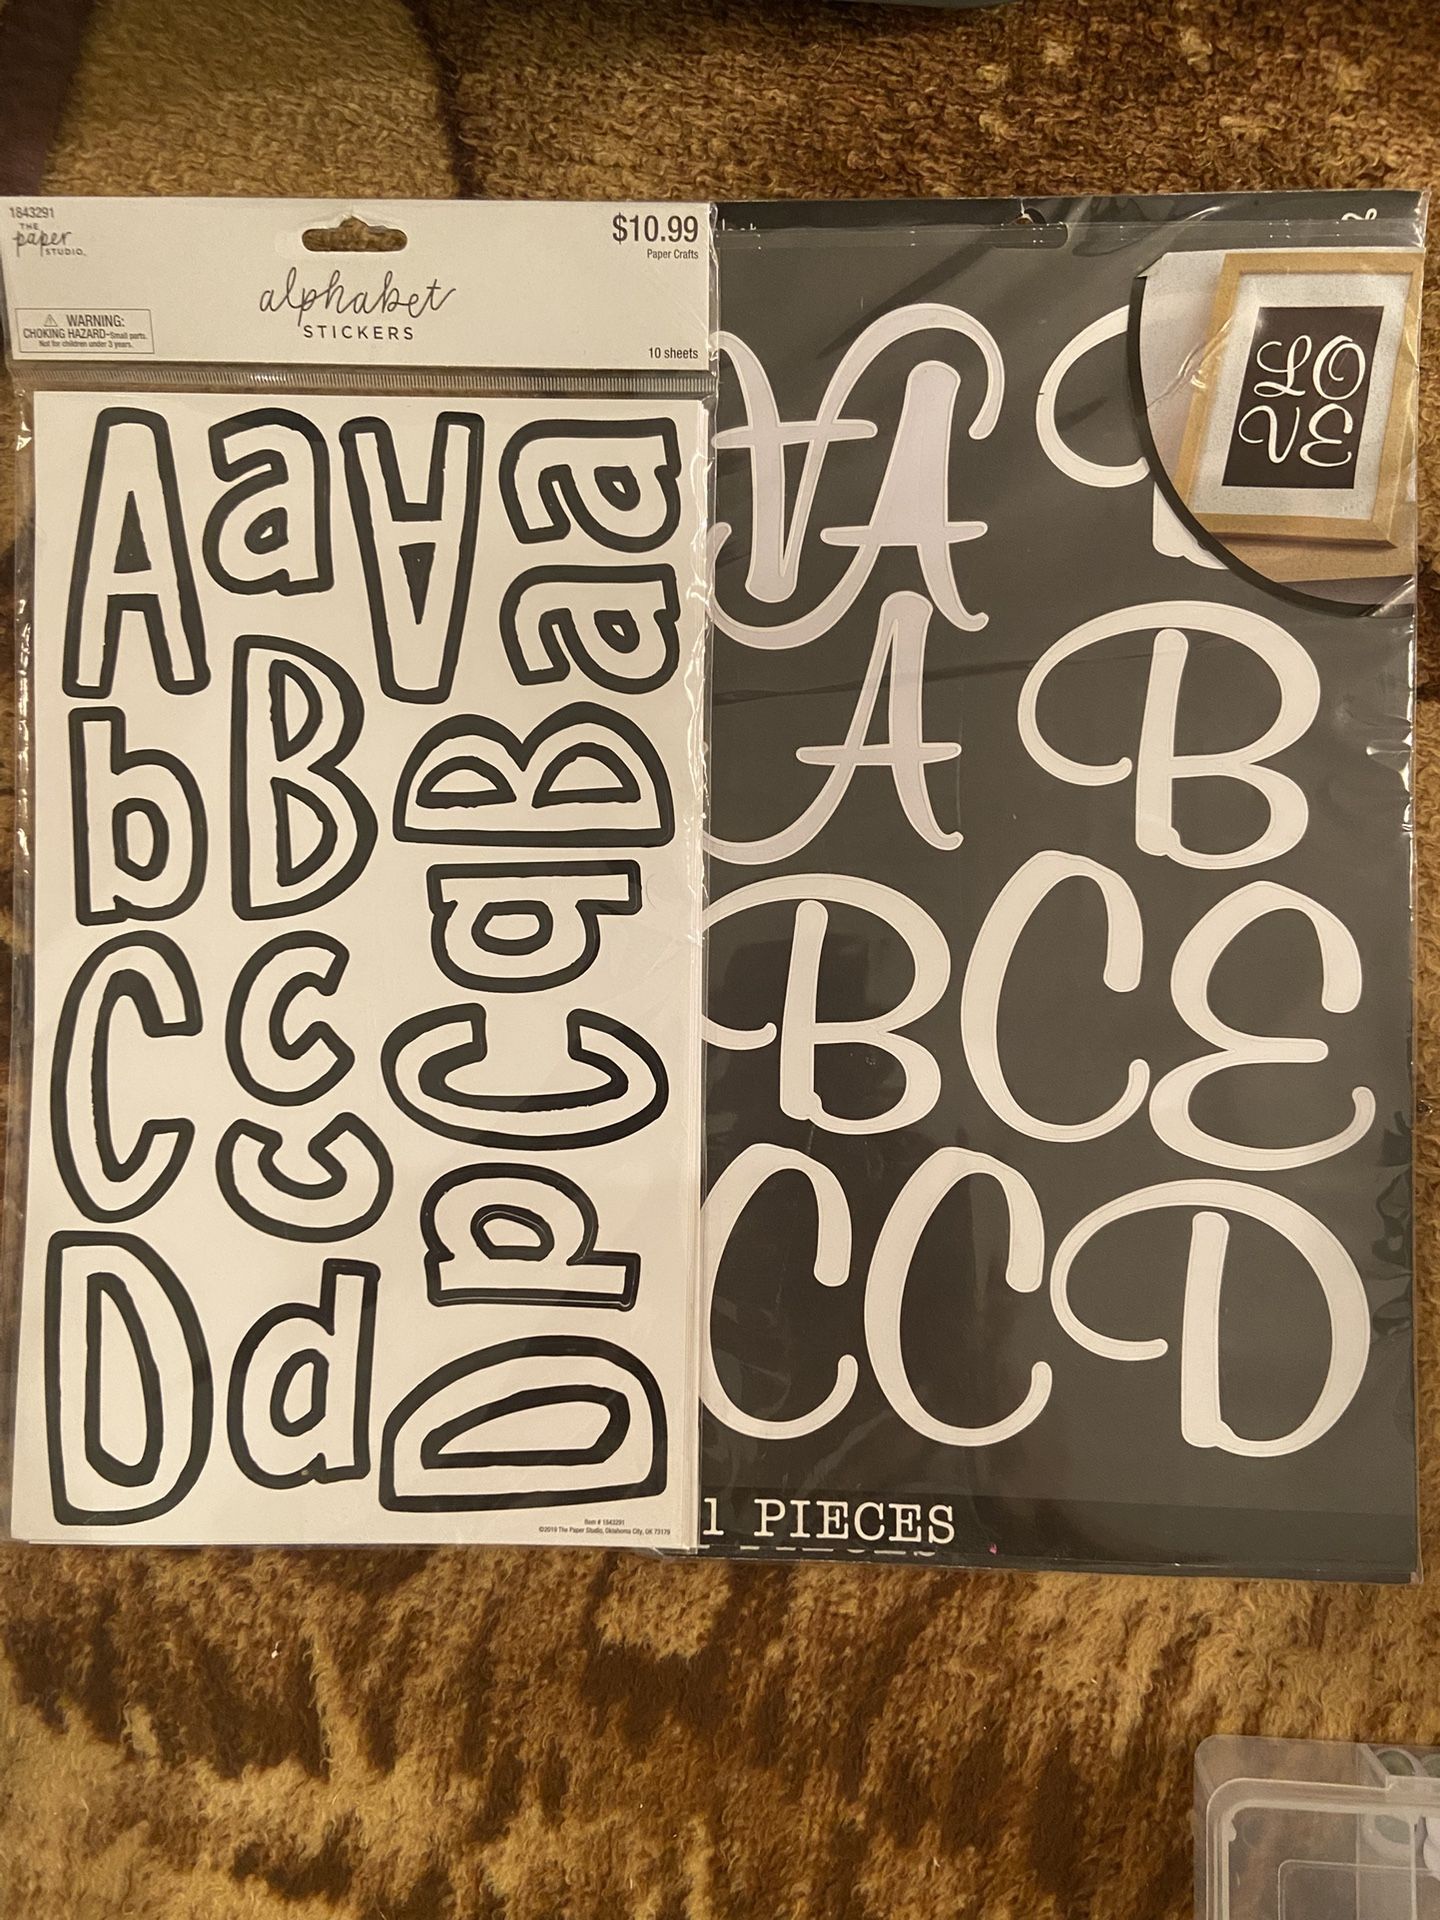 1843291
THE
paper
STUDIO.
$10.99
Paper Crafts
alphabet
STICKERS
WARNING:
CHOKING HAZARD-Small parts.
Not for children under 3 years.
10 sheets
A a A a
a
b B B
b
C c C
c
D d d
D
Item # 1843291
©2019 The Paper Studio, Oklahoma City, OK 73179
LO
VE
A A
A B
B C E
C C D
1 PIECES